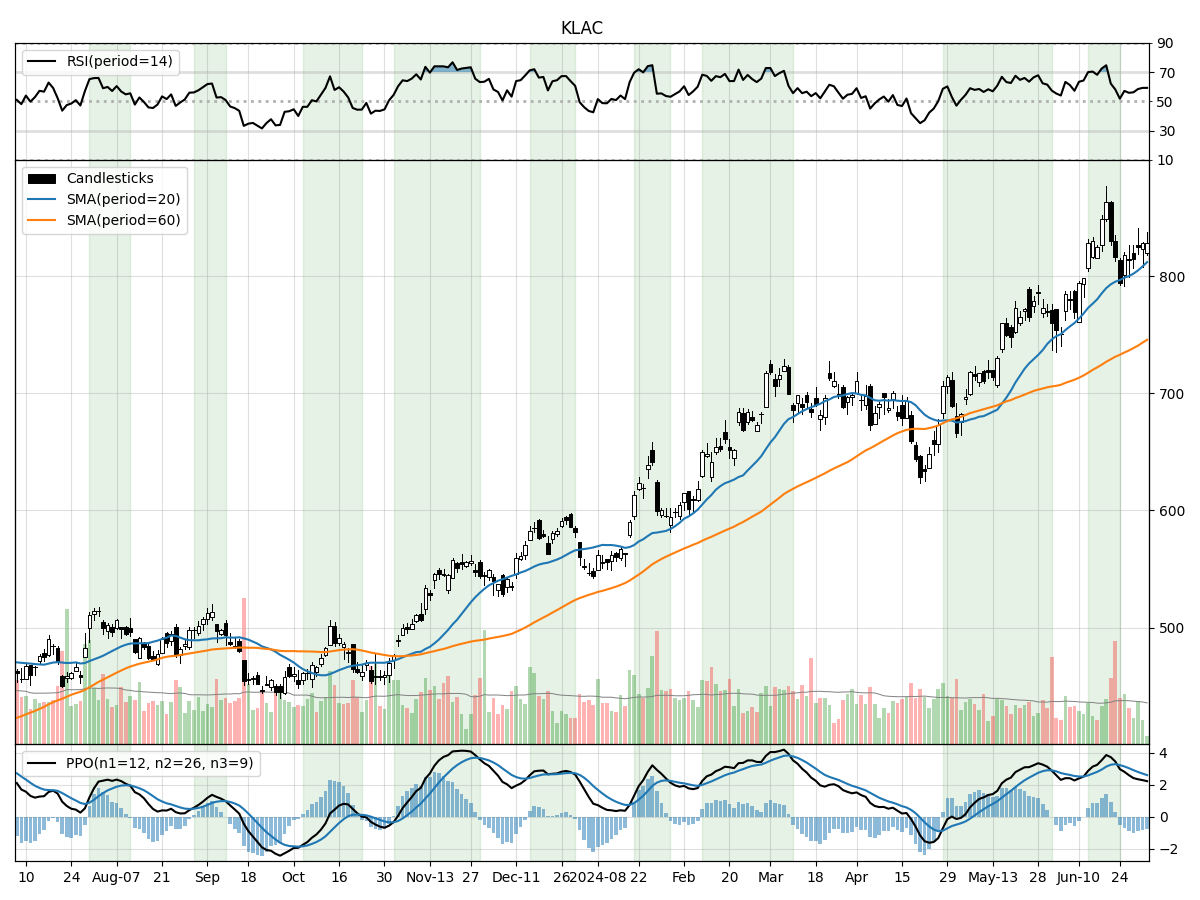 KLAC
RSI(period=14)
90
70
50
30
10
Candlesticks
SMA(period=20)
SMA(period=60)
800
700
600
500
PPO(n1=12, n2=26, n3=9)
4
2
0
−2
10 24 Aug-07 21 Sep 18 Oct 16 30 Nov-13 27 Dec-11 26 2024-08 22 Feb 20 Mar 18 Apr 15 29 May-13 28 Jun-10 24